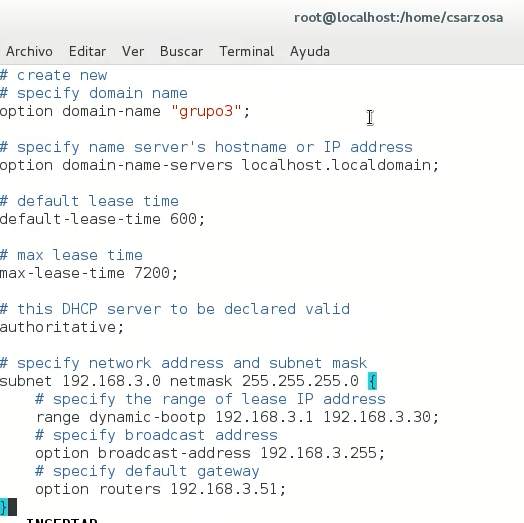 root@localhost:/home/csarzosa
Archivo Editar Ver Buscar Terminal Ayuda
# create new
# specify domain name
option domain-name "grupo3";
# specify name server's hostname or IP address
option domain-name-servers localhost.localdomain;
# default lease time
default-lease-time 600;
# max lease time
max-lease-time 7200;
# this DHCP server to be declared valid
authoritative;
# specify network address and subnet mask
subnet 192.168.3.0 netmask 255.255.255.0 {
    # specify the range of lease IP address
    range dynamic-bootp 192.168.3.1 192.168.3.30;
    # specify broadcast address
    option broadcast-address 192.168.3.255;
    # specify default gateway
    option routers 192.168.3.51;
}